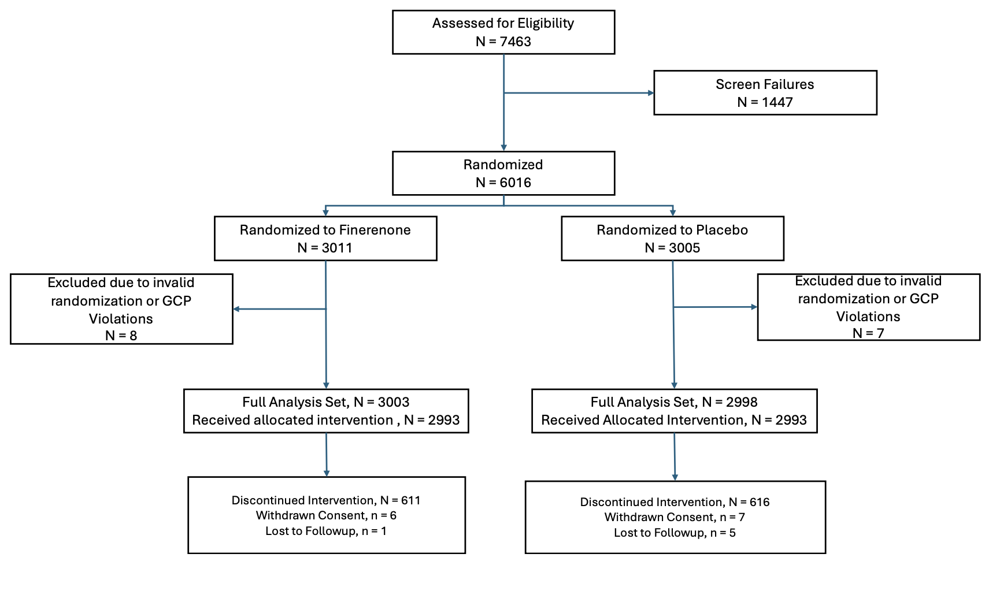 Assessed for Eligibility
N = 7463
Screen Failures
N = 1447
Randomized
N = 6016
Randomized to Finerenone
N = 3011
Randomized to Placebo
N = 3005
Excluded due to invalid
randomization or GCP
Violations
N = 8
Excluded due to invalid
randomization or GCP
Violations
N = 7
Full Analysis Set, N = 3003
Received allocated intervention , N = 2993
Full Analysis Set, N = 2998
Received Allocated Intervention, N = 2993
Discontinued Intervention, N = 611
Withdrawn Consent, n = 6
Lost to Followup, n = 1
Discontinued Intervention, N = 616
Withdrawn Consent, n = 7
Lost to Followup, n = 5